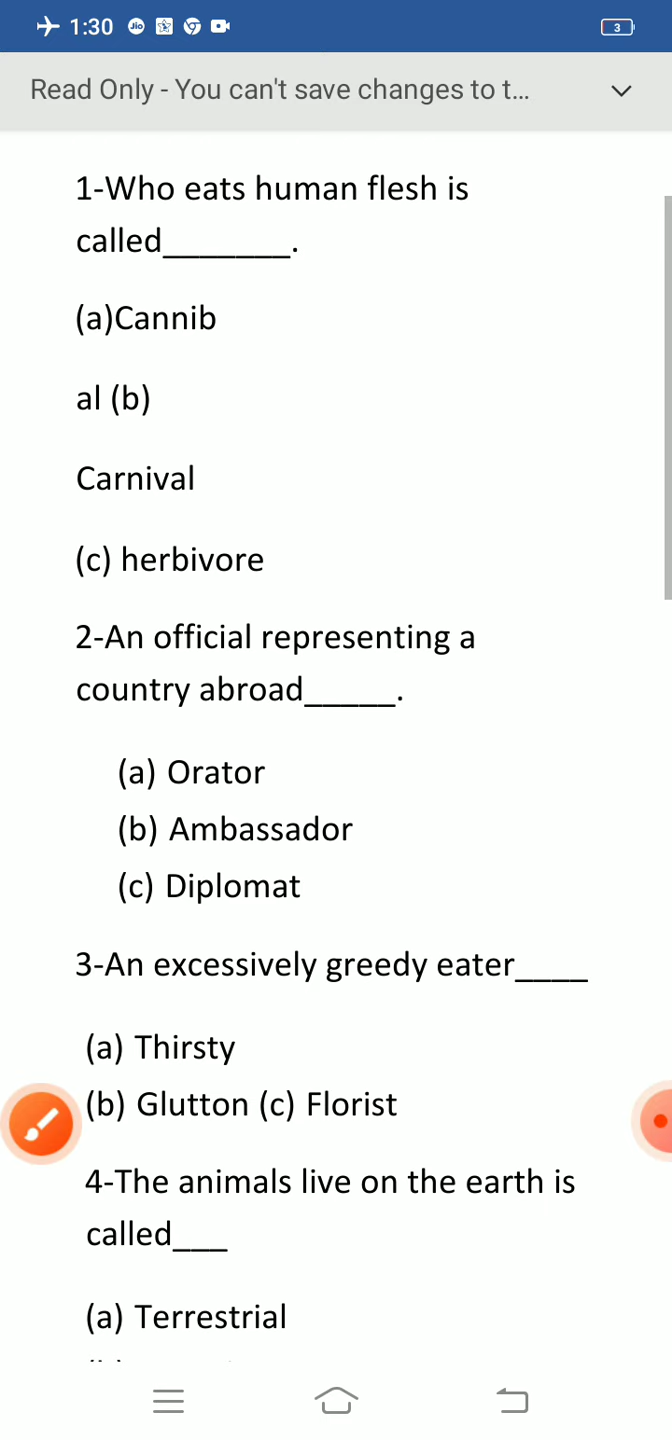 1:30
Jio
3
Read Only - You can't save changes to t...
1-Who eats human flesh is
called_______.
(a)Cannib
al (b)
Carnival
(c) herbivore
2-An official representing a
country abroad_____.
(a) Orator
(b) Ambassador
(c) Diplomat
3-An excessively greedy eater____
(a) Thirsty
(b) Glutton (c) Florist
4-The animals live on the earth is
called___
(a) Terrestrial